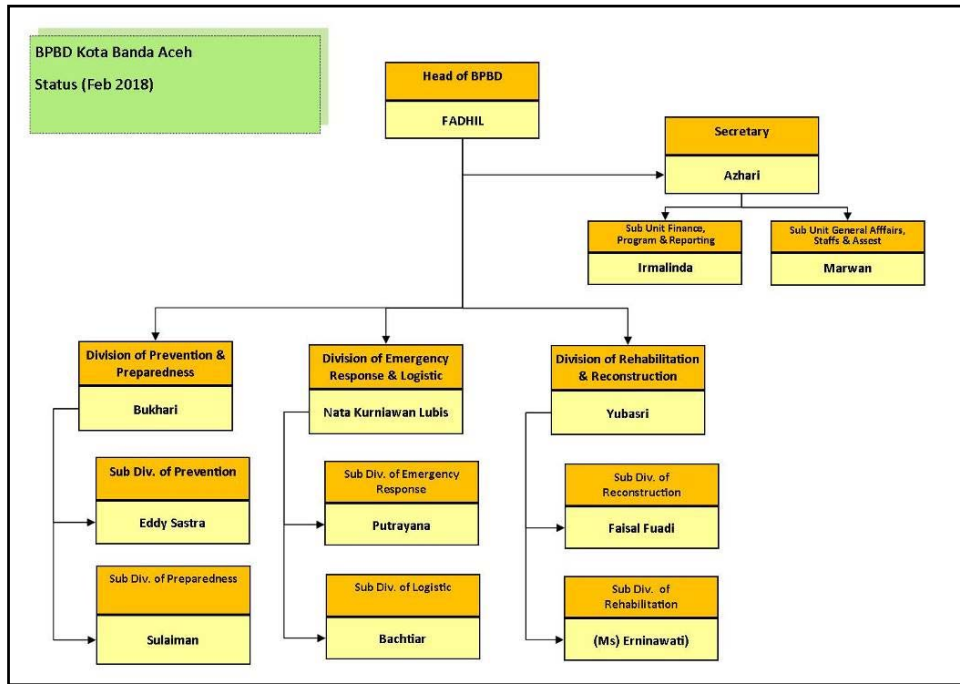 BPBD Kota Banda Aceh
Status (Feb 2018)
Head of BPBD
FADHIL
Secretary
Azhari
Sub Unit Finance,
Program & Reporting
Irmalinda
Sub Unit General Afffairs,
Staffs & Assest
Marwan
Division of Prevention &
Preparedness
Bukhari
Division of Emergency
Response & Logistic
Nata Kurniawan Lubis
Division of Rehabilitation
& Reconstruction
Yubasri
Sub Div. of Prevention
Eddy Sastra
Sub Div. of Emergency
Response
Putrayana
Sub Div. of
Reconstruction
Faisal Fuadi
Sub Div. of Preparedness
Sulaiman
Sub Div. of Logistic
Bachtiar
Sub Div. of
Rehabilitation
(Ms) Erninawati)